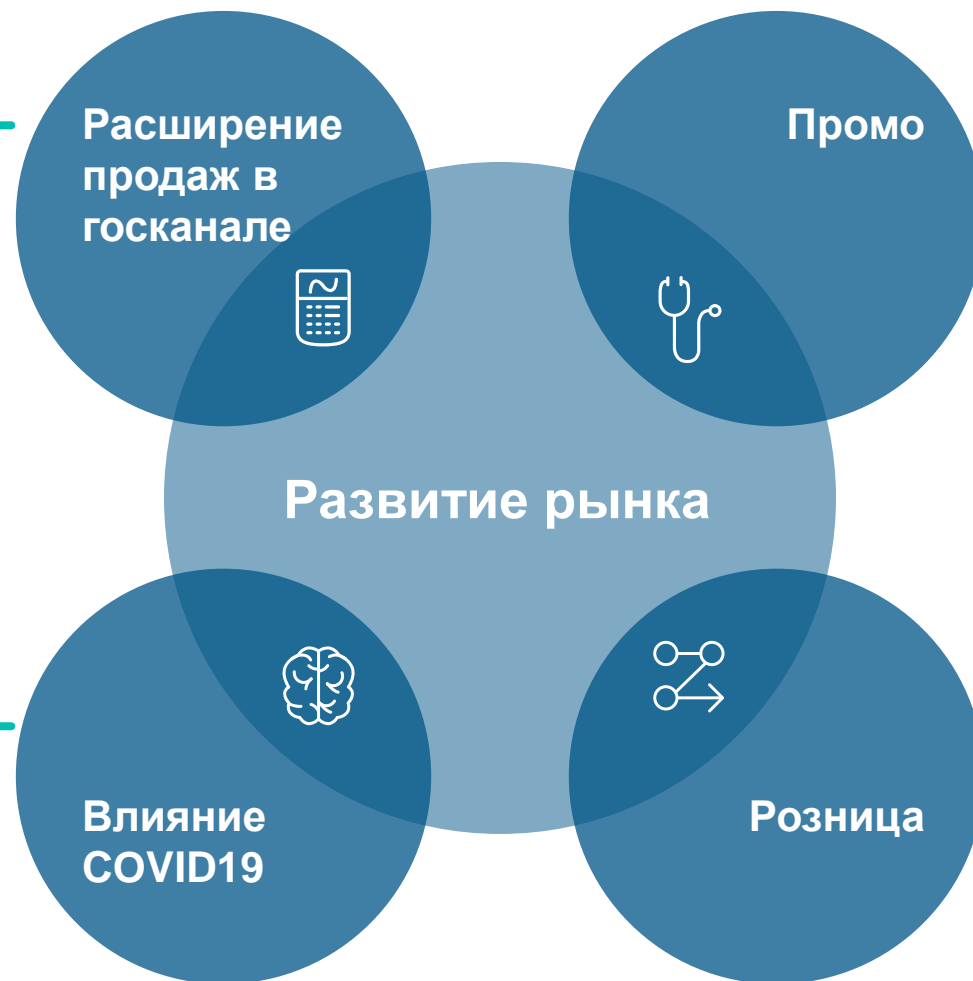 Расширение
продаж в
госканале
Промо
Развитие рынка
Влияние
COVID19
Розница